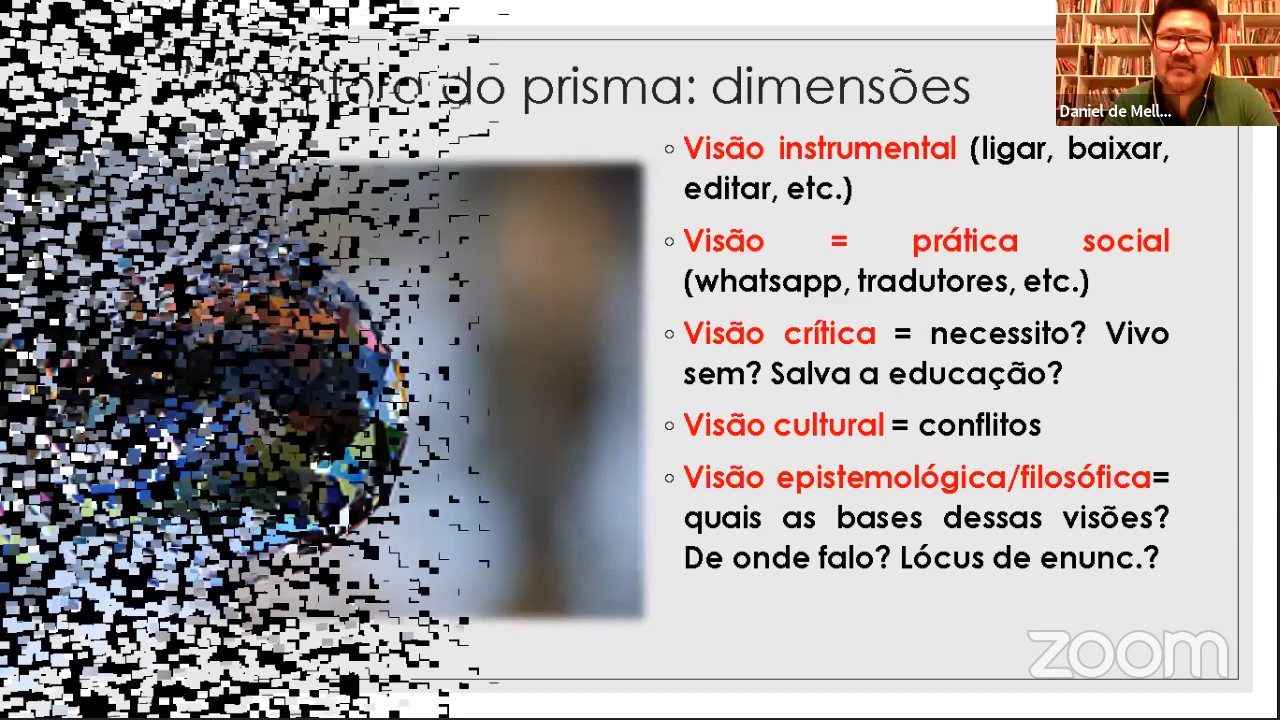 do prisma: dimensões
Daniel de Mell...
◦ Visão instrumental (ligar, baixar,
editar, etc.)
◦ Visão = prática social
(whatsapp, tradutores, etc.)
◦ Visão crítica = necessito? Vivo
sem? Salva a educação?
◦ Visão cultural = conflitos
◦ Visão epistemológica/filosófica=
quais as bases dessas visões?
De onde falo? Lócus de enunc.?
zoom